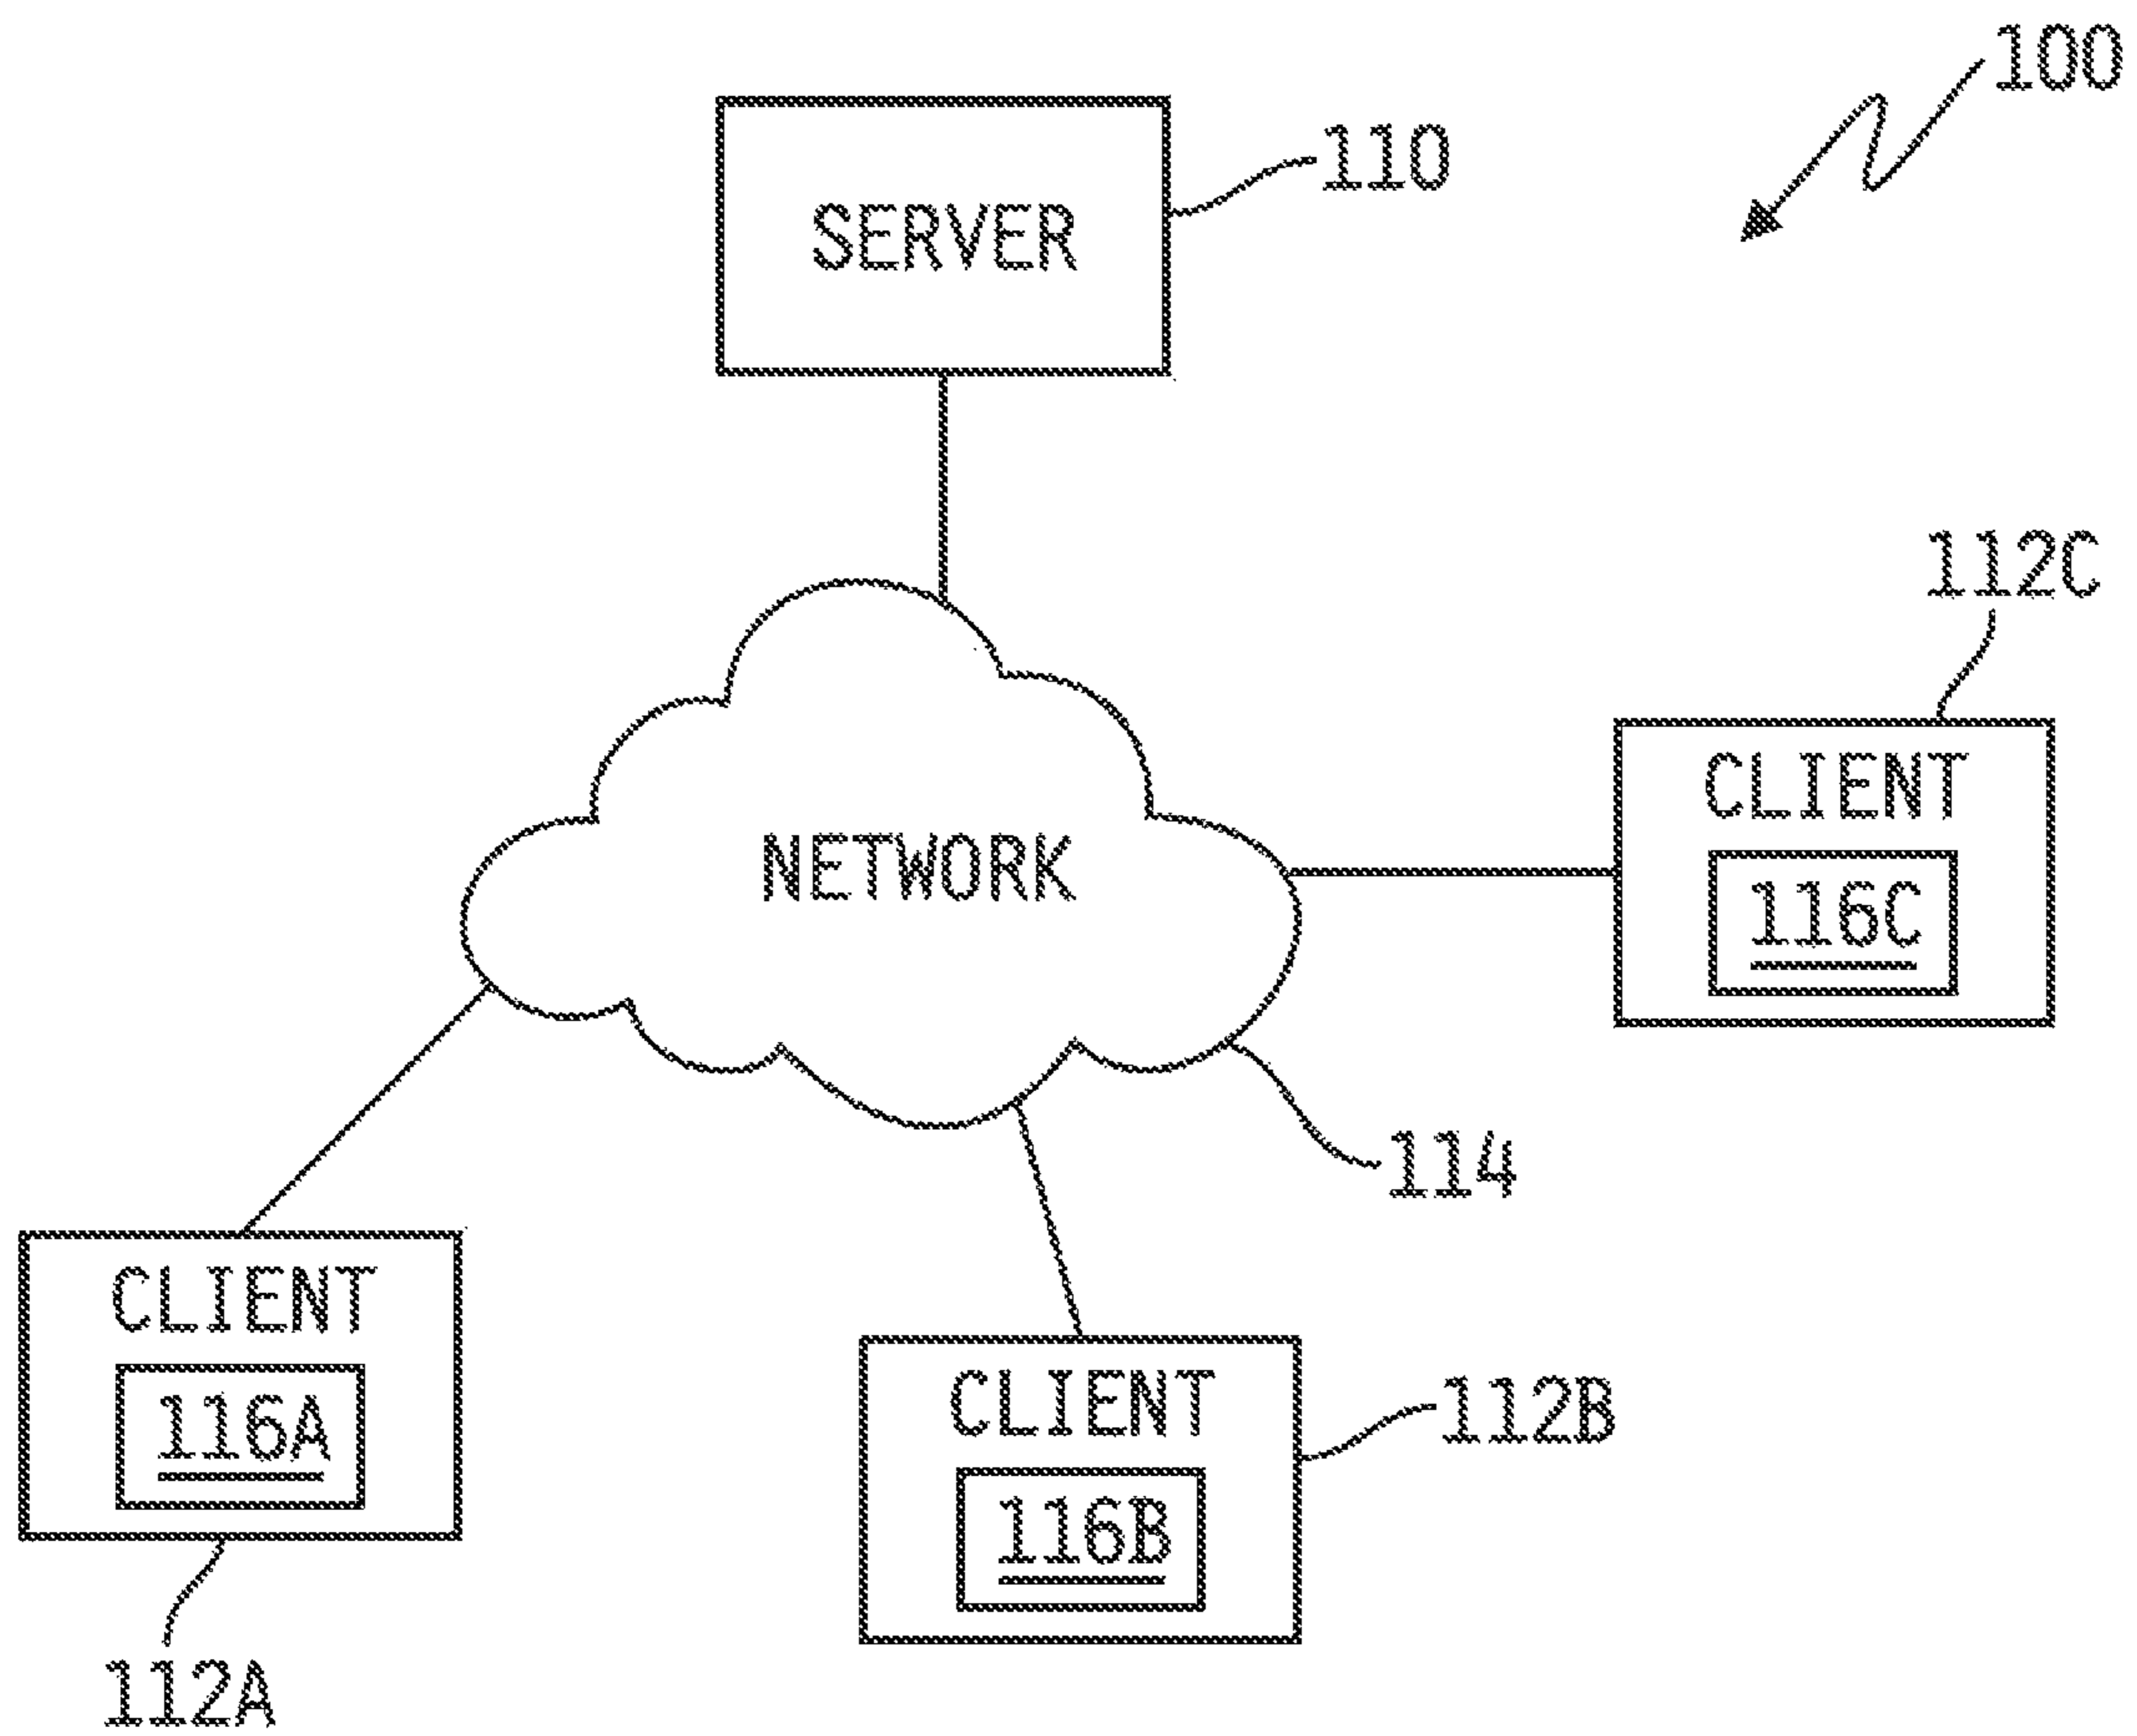 100
110
SERVER
112C
CLIENT
116C
NETWORK
114
CLIENT
116A
112A
CLIENT
116B
112B